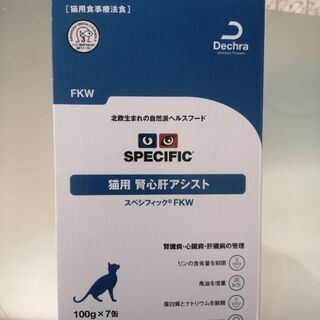 [猫用食事療法食]
Dechra
Veterinary Products
FKW
北欧生まれの自然派ヘルスフード
SPECIFIC
猫用 腎心肝アシスト
スペシフィック®FKW
腎臓病・心臓病・肝臓病の管理
リンの含有量を制限
魚油を増量
蛋白質とナトリウムを制限
100g×7缶